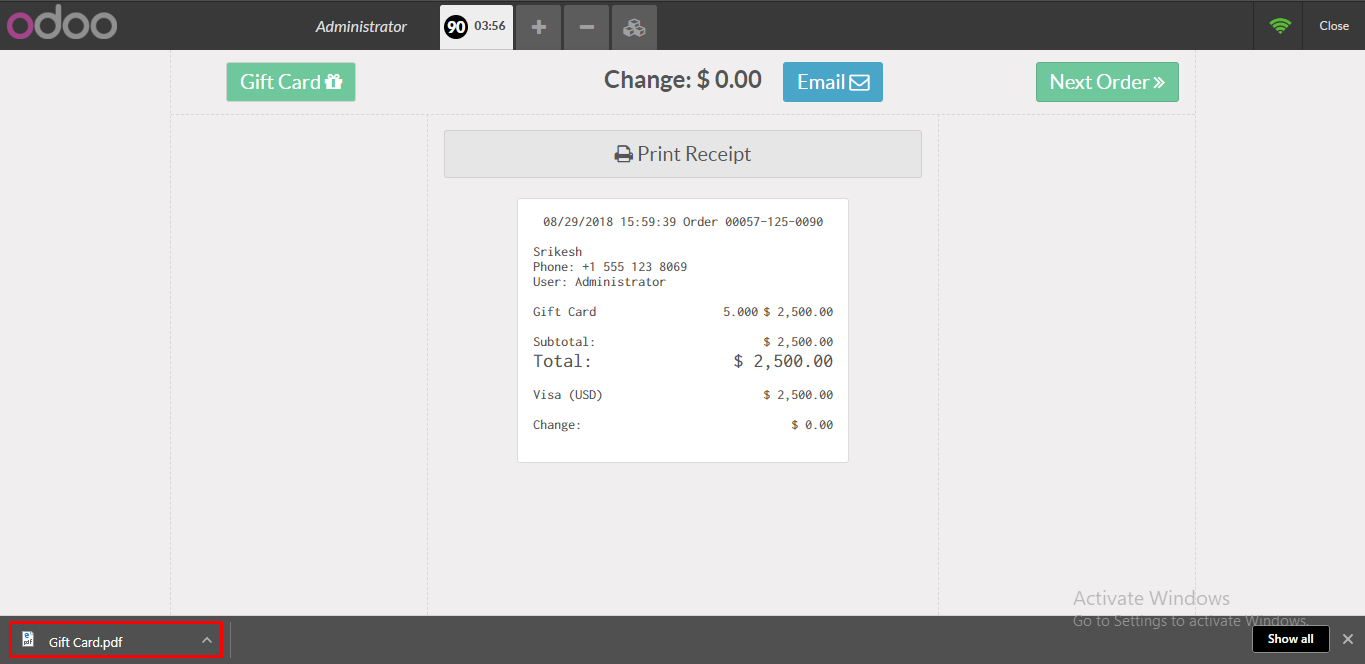 odoo Administrator 90 03:56 Close
Gift Card Change: $ 0.00 Email Next Order
Print Receipt
08/29/2018 15:59:39 Order 00057-125-0090
Srikesh
Phone: +1 555 123 8069
User: Administrator
Gift Card 5.000 $ 2,500.00
Subtotal: $ 2,500.00
Total: $ 2,500.00
Visa (USD) $ 2,500.00
Change: $ 0.00
Activate Windows
Go to Settings to activate Windows.
Gift Card.pdf Show all